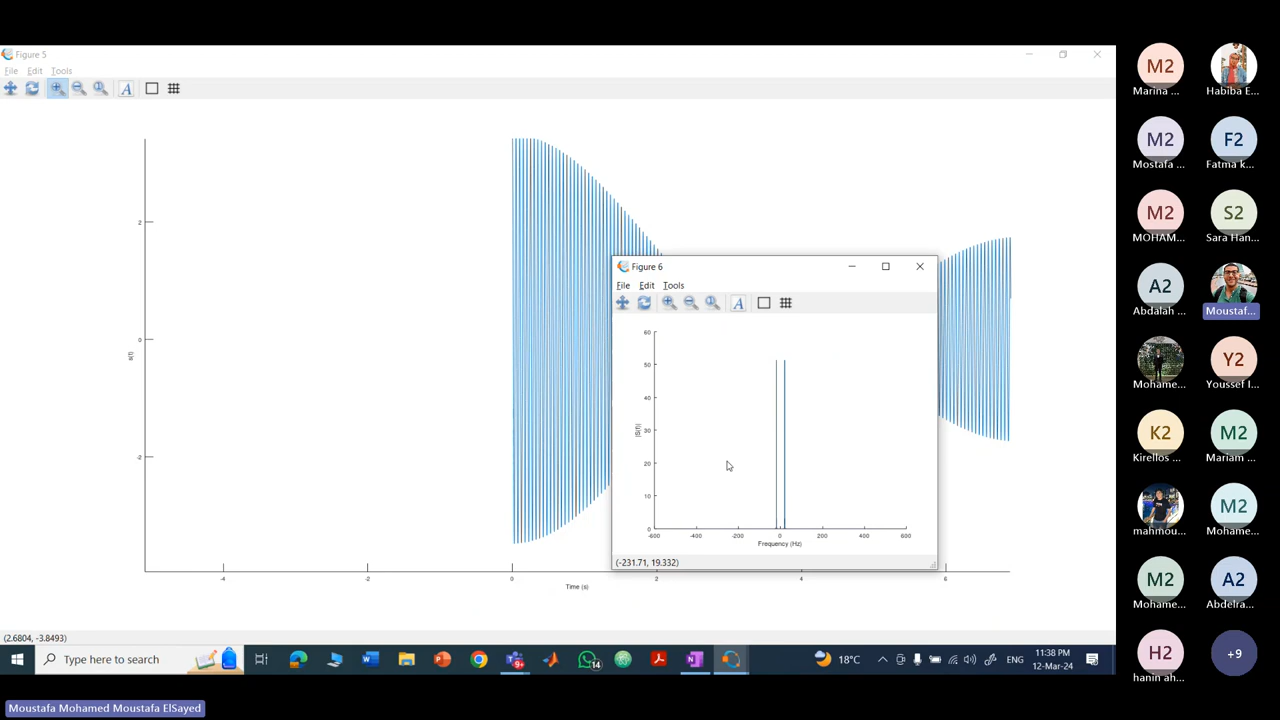 Figure 5
File Edit Tools
A
2
0
-2
s(t)
-4
-2
0
2
4
6
Time (s)
(2.6804, -3.8493)
Figure 6
File Edit Tools
A
60
50
40
30
20
10
0
|S(f)|
-600
-400
-200
0
200
400
600
Frequency (Hz)
(-231.71, 19.332)
M2
Marina ...
Habiba E...
M2
Mostafa ...
F2
Fatma k...
M2
MOHAM...
S2
Sara Han...
A2
Abdalah ...
Moustaf...
Mohame...
Y2
Youssef I...
K2
Kirellos ...
M2
Mariam ...
mahmou...
M2
Mohame...
M2
Mohame...
A2
Abdelra...
H2
hanin ah...
+9
Type here to search
14
18°C
ENG
11:38 PM
12-Mar-24
Moustafa Mohamed Moustafa ElSayed